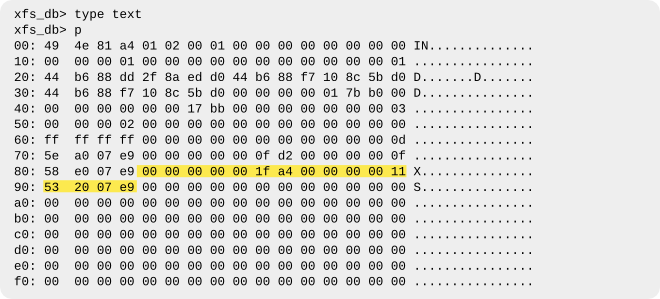 xfs_db> type text
xfs_db> p
00: 49 4e 81 a4 01 02 00 01 00 00 00 00 00 00 00 00 IN..............
10: 00 00 00 01 00 00 00 00 00 00 00 00 00 00 00 01 ................
20: 44 b6 88 dd 2f 8a ed d0 44 b6 88 f7 10 8c 5b d0 D.......D.......
30: 44 b6 88 f7 10 8c 5b d0 00 00 00 00 01 7b b0 00 D...............
40: 00 00 00 00 00 00 17 bb 00 00 00 00 00 00 00 03 ................
50: 00 00 00 02 00 00 00 00 00 00 00 00 00 00 00 00 ................
60: ff ff ff ff 00 00 00 00 00 00 00 00 00 00 00 0d ................
70: 5e a0 07 e9 00 00 00 00 00 0f d2 00 00 00 00 0f ................
80: 58 e0 07 e9 00 00 00 00 00 1f a4 00 00 00 00 11 X...............
90: 53 20 07 e9 00 00 00 00 00 00 00 00 00 00 00 00 S...............
a0: 00 00 00 00 00 00 00 00 00 00 00 00 00 00 00 00 ................
b0: 00 00 00 00 00 00 00 00 00 00 00 00 00 00 00 00 ................
c0: 00 00 00 00 00 00 00 00 00 00 00 00 00 00 00 00 ................
d0: 00 00 00 00 00 00 00 00 00 00 00 00 00 00 00 00 ................
e0: 00 00 00 00 00 00 00 00 00 00 00 00 00 00 00 00 ................
f0: 00 00 00 00 00 00 00 00 00 00 00 00 00 00 00 00 ................